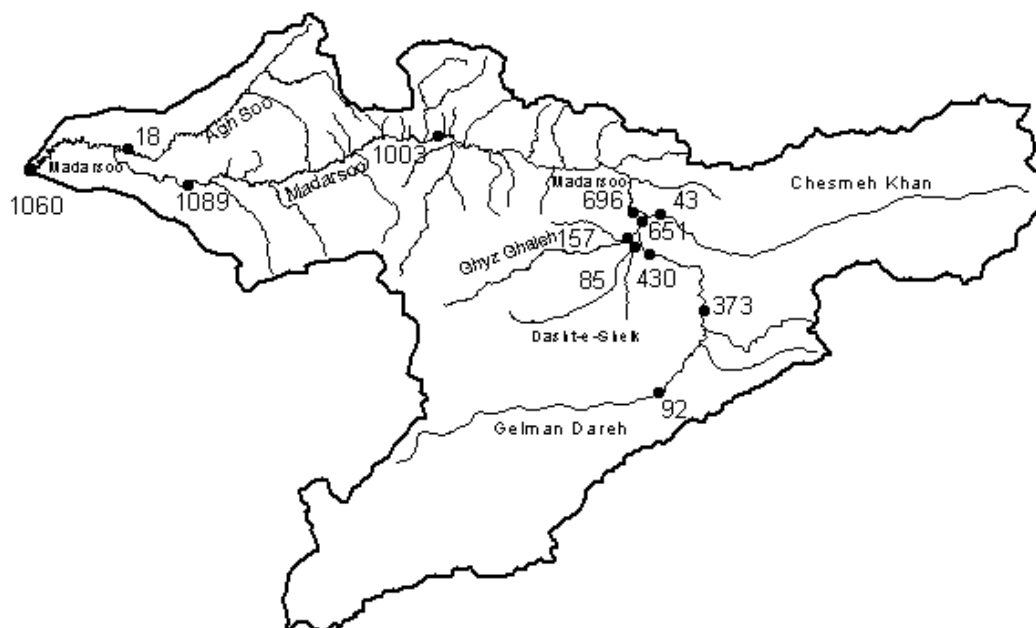 18
Agh Soo
Madarsoo
1003
1060
1089
Madarsoo
Madarsoo
696
43
Chesmeh Khan
651
157
Ghyz Ghaleh
85
430
373
Dasht-e-Sheik
92
Gelman Dareh